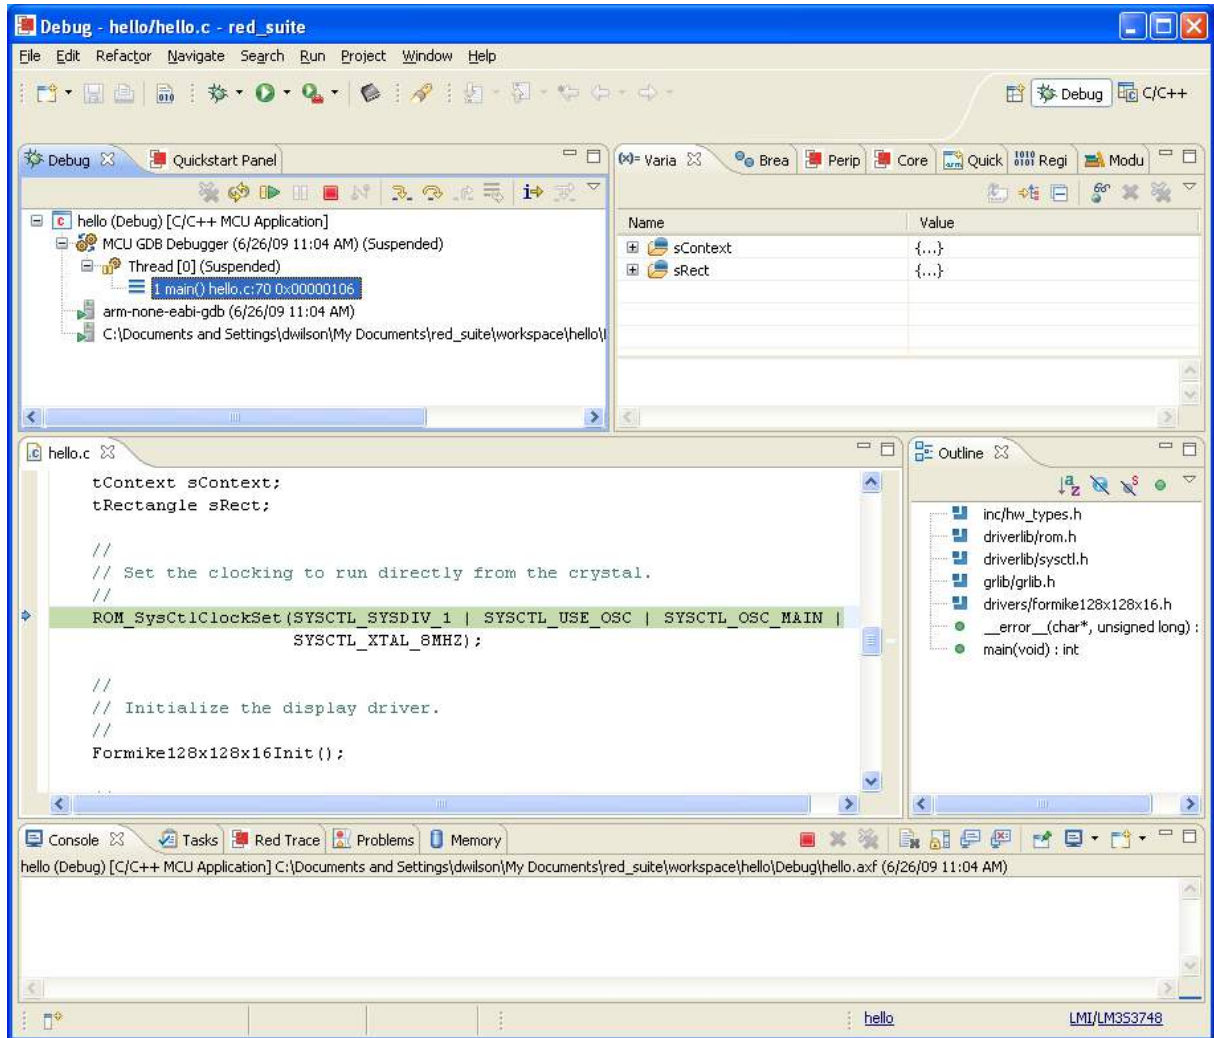 Debug - hello/hello.c - red_suite
File Edit Refactor Navigate Search Run Project Window Help
Debug C/C++
Debug Quickstart Panel
(x)= Varia Brea Perip Core Quick Regi Modu
hello (Debug) [C/C++ MCU Application]
MCU GDB Debugger (6/26/09 11:04 AM) (Suspended)
Thread [0] (Suspended)
1 main() hello.c:70 0x00000106
arm-none-eabi-gdb (6/26/09 11:04 AM)
C:\Documents and Settings\dwilson\My Documents\red_suite\workspace\hello\
Name Value
sContext {...}
sRect {...}
hello.c
tContext sContext;
tRectangle sRect;
//
// Set the clocking to run directly from the crystal.
//
ROM_SysCtlClockSet(SYSCTL_SYSDIV_1 | SYSCTL_USE_OSC | SYSCTL_OSC_MAIN |
SYSCTL_XTAL_8MHZ);
//
// Initialize the display driver.
//
Formike128x128x16Init();
Outline
inc/hw_types.h
driverlib/rom.h
driverlib/sysctl.h
grlib/grlib.h
drivers/formike128x128x16.h
__error__(char*, unsigned long) :
main(void) : int
Console Tasks Red Trace Problems Memory
hello (Debug) [C/C++ MCU Application] C:\Documents and Settings\dwilson\My Documents\red_suite\workspace\hello\Debug\hello.axf (6/26/09 11:04 AM)
hello LMI/LM3S3748